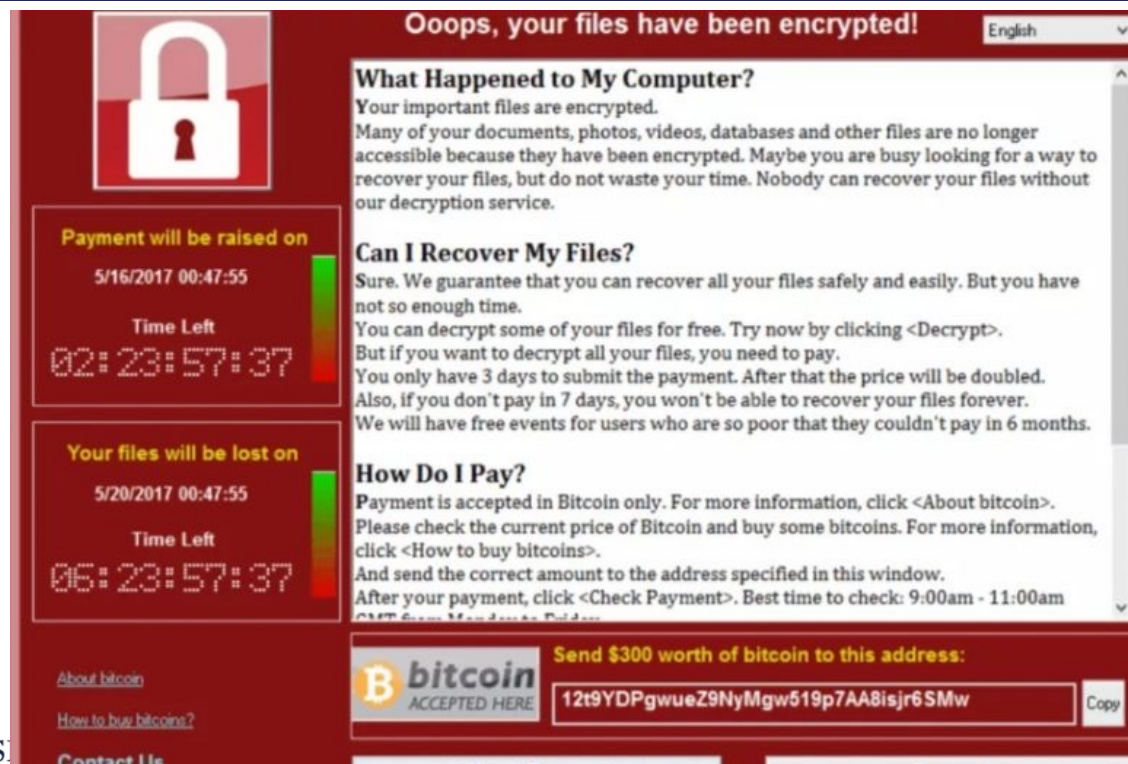 Ooops, your files have been encrypted!
English
What Happened to My Computer?
Your important files are encrypted.
Many of your documents, photos, videos, databases and other files are no longer
accessible because they have been encrypted. Maybe you are busy looking for a way to
recover your files, but do not waste your time. Nobody can recover your files without
our decryption service.
Can I Recover My Files?
Sure. We guarantee that you can recover all your files safely and easily. But you have
not so enough time.
You can decrypt some of your files for free. Try now by clicking <Decrypt>.
But if you want to decrypt all your files, you need to pay.
You only have 3 days to submit the payment. After that the price will be doubled.
Also, if you don't pay in 7 days, you won't be able to recover your files forever.
We will have free events for users who are so poor that they couldn't pay in 6 months.
How Do I Pay?
Payment is accepted in Bitcoin only. For more information, click <About bitcoin>.
Please check the current price of Bitcoin and buy some bitcoins. For more information,
click <How to buy bitcoins>.
And send the correct amount to the address specified in this window.
After your payment, click <Check Payment>. Best time to check: 9:00am - 11:00am
GMT from Monday to Friday.
Payment will be raised on
5/16/2017 00:47:55
Time Left
02:23:57:37
Your files will be lost on
5/20/2017 00:47:55
Time Left
06:23:57:37
About bitcoin
How to buy bitcoins?
Contact Us
bitcoin
ACCEPTED HERE
Send $300 worth of bitcoin to this address:
12t9YDPgwueZ9NyMgw519p7AA8isjr6SMw
Copy